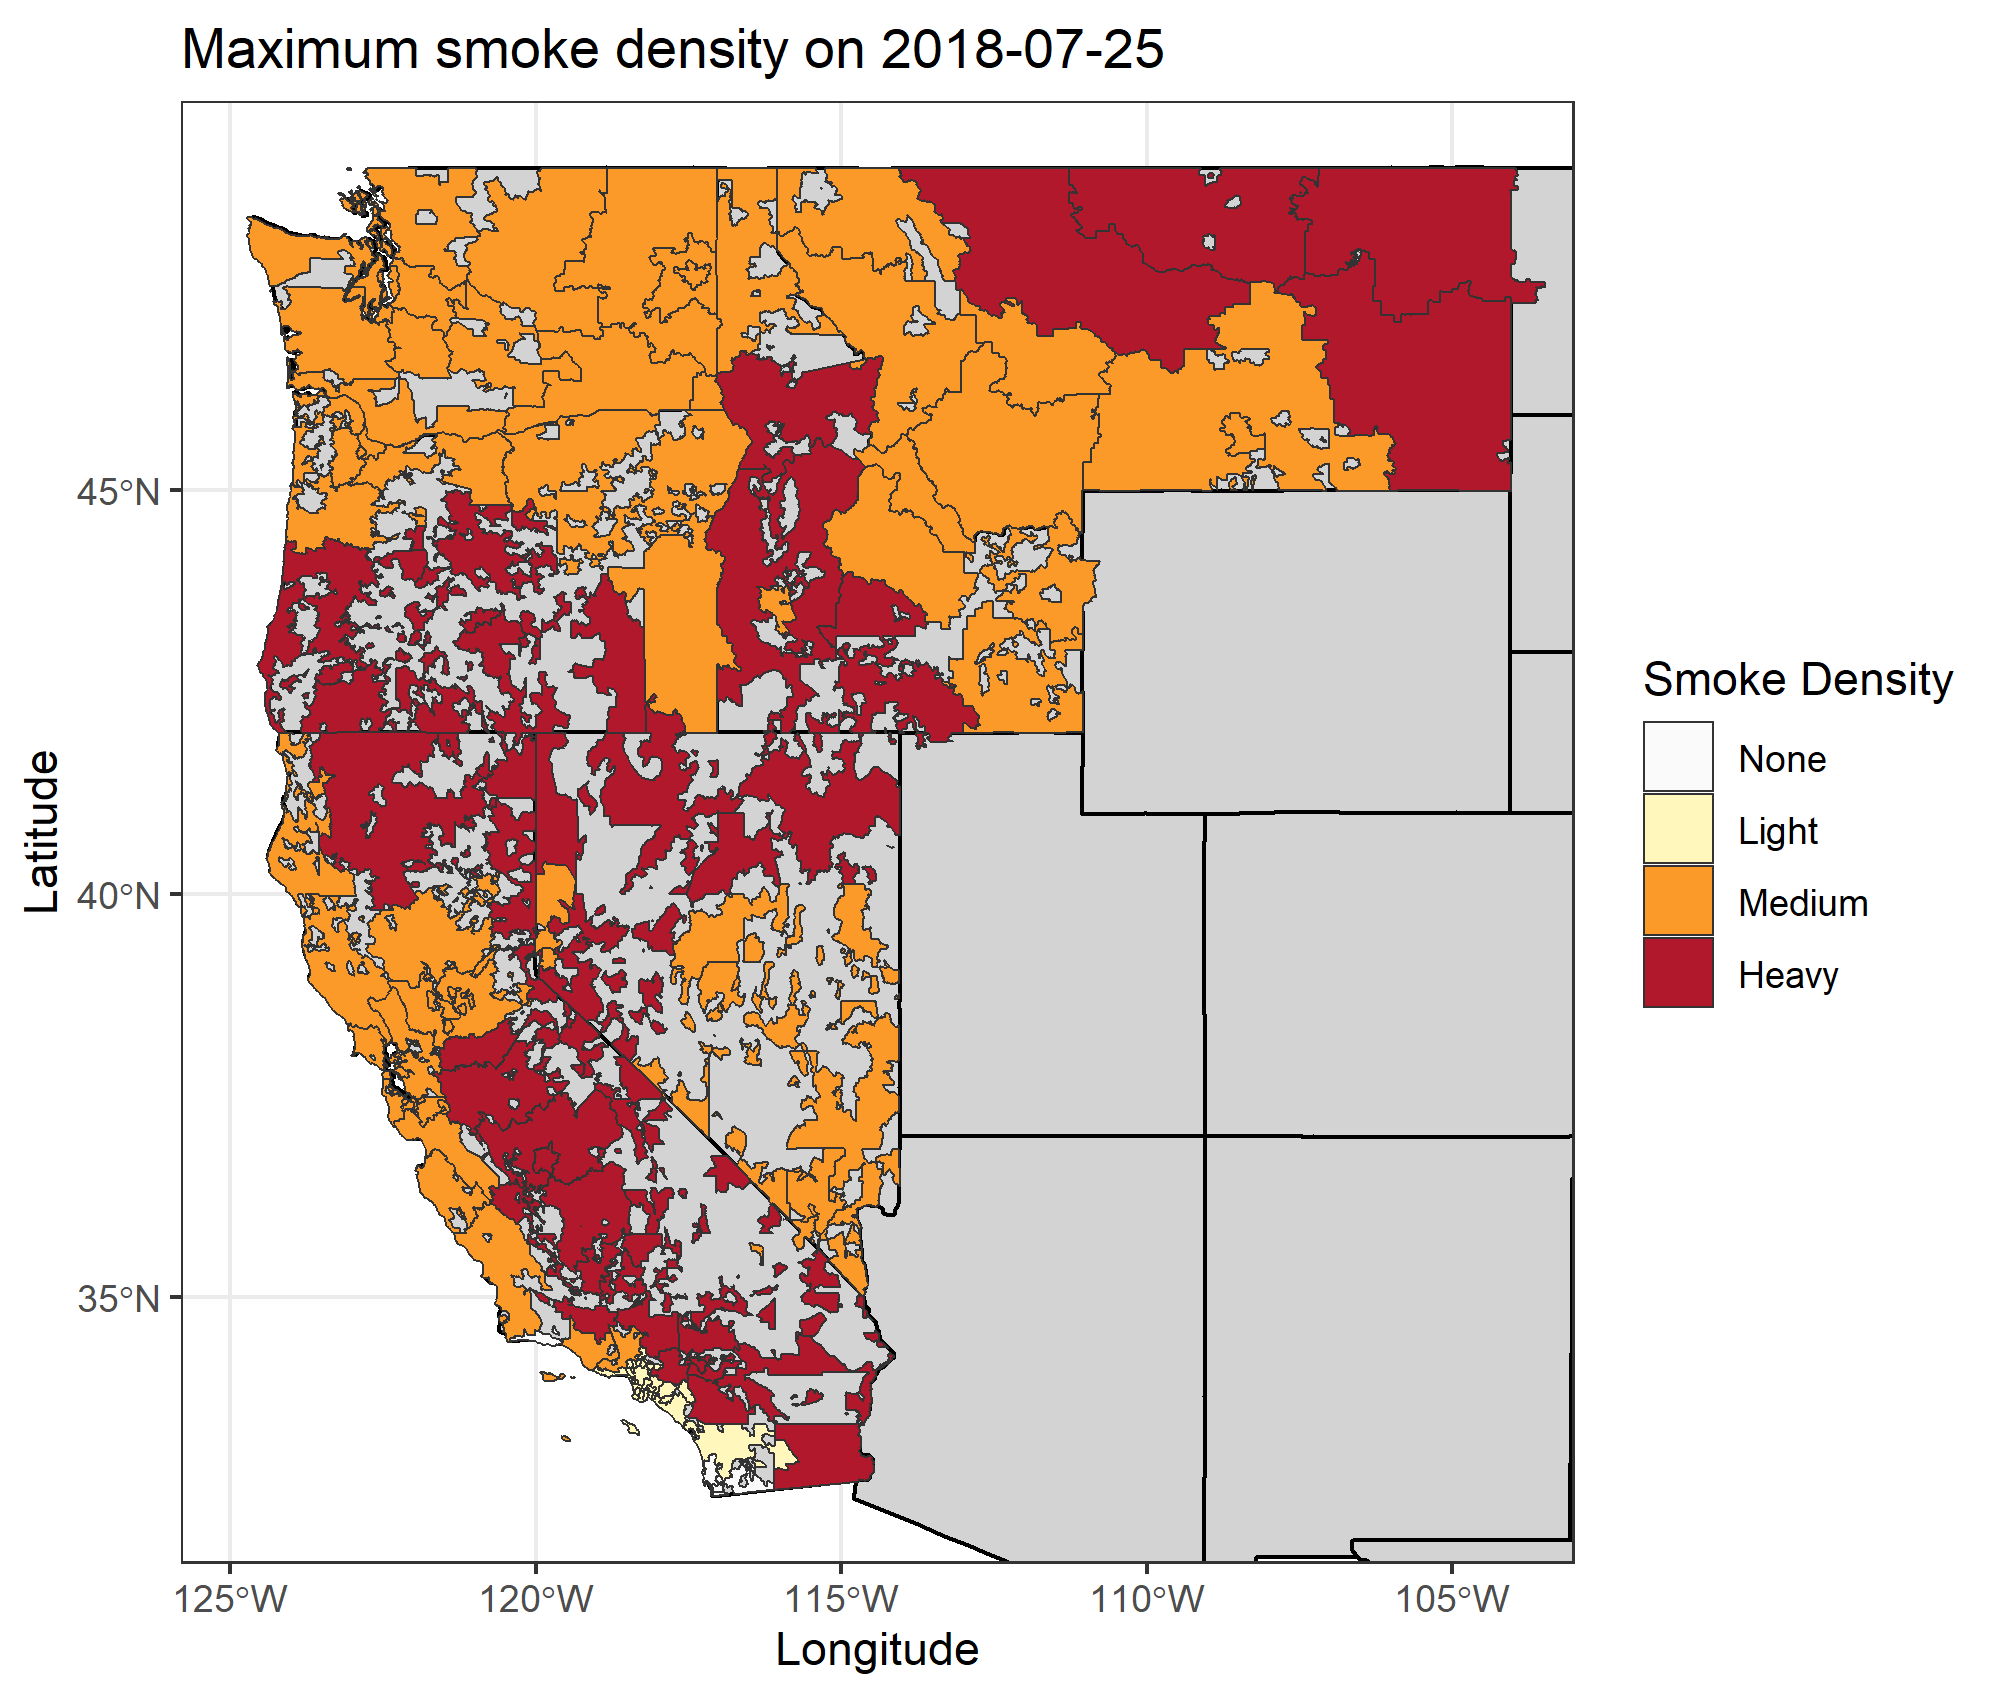 Maximum smoke density on 2018-07-25
45°N
40°N
35°N
Latitude
125°W 120°W 115°W 110°W 105°W
Longitude
Smoke Density
None
Light
Medium
Heavy